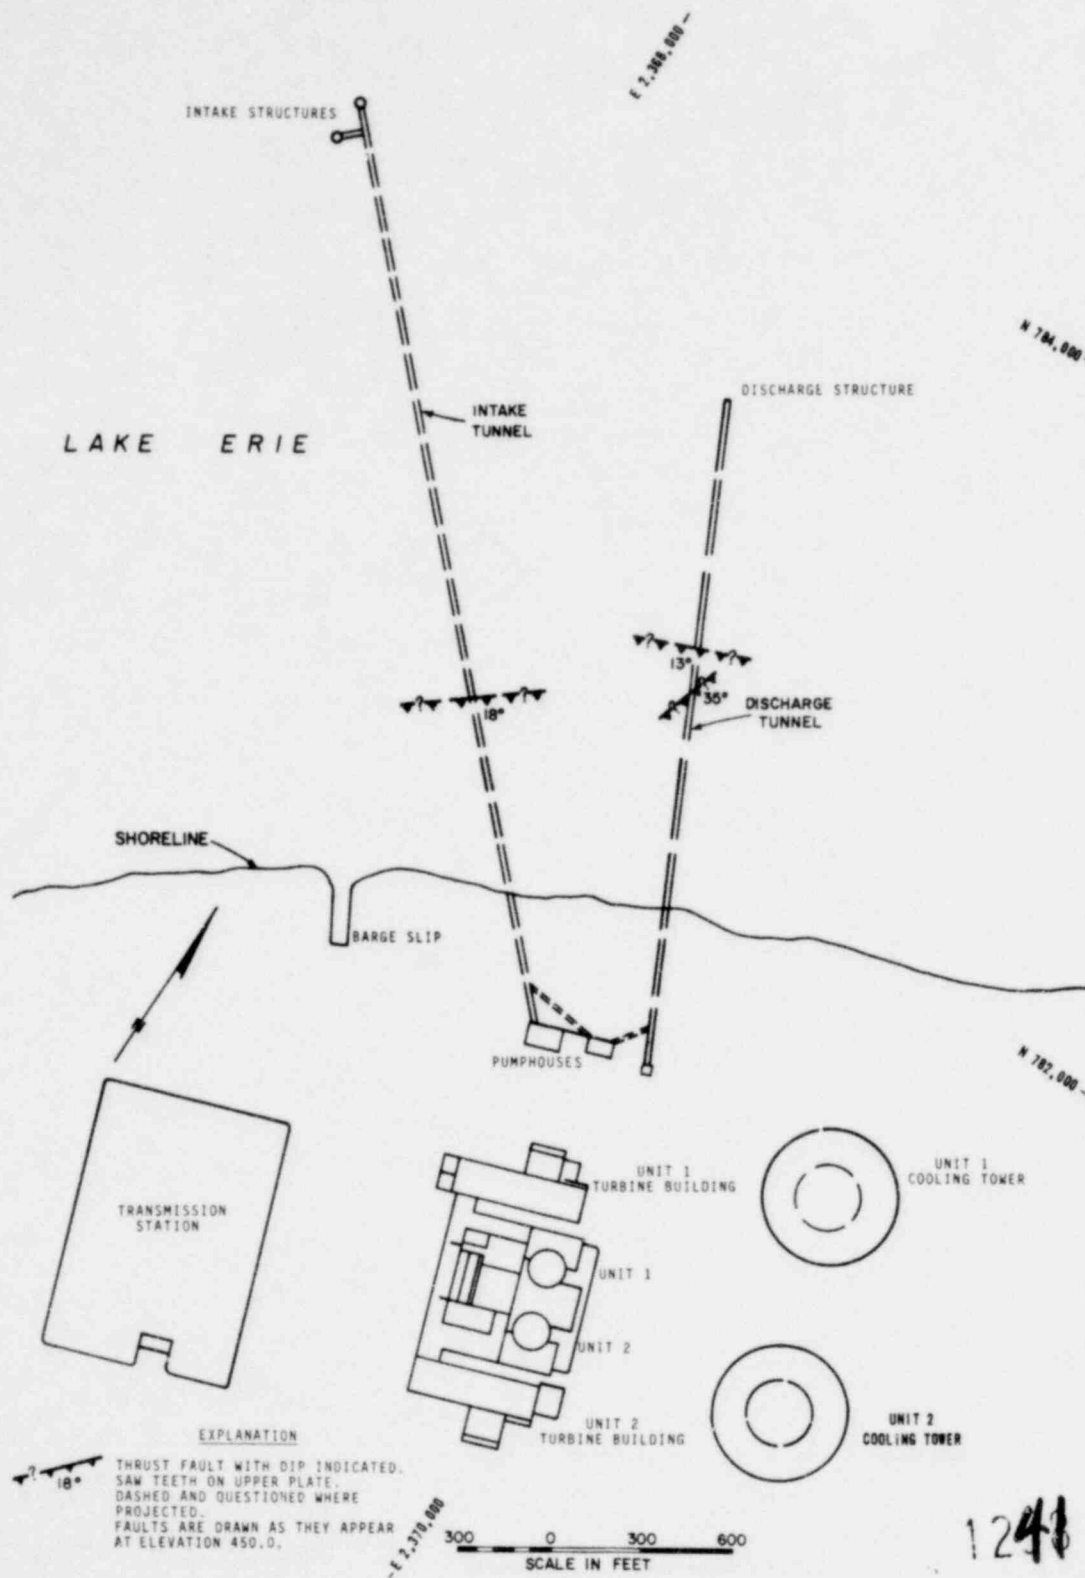 E 2,368,000 -
INTAKE STRUCTURES
N 784,000 -
DISCHARGE STRUCTURE
INTAKE
TUNNEL
LAKE ERIE
? ?
13°
35°
? ?
18°
DISCHARGE
TUNNEL
SHORELINE
BARGE SLIP
PUMPHOUSES
N 782,000 -
UNIT 1
TURBINE BUILDING
UNIT 1
COOLING TOWER
TRANSMISSION
STATION
UNIT 1
UNIT 2
UNIT 2
TURBINE BUILDING
UNIT 2
COOLING TOWER
EXPLANATION
?
18°
THRUST FAULT WITH DIP INDICATED.
SAW TEETH ON UPPER PLATE.
DASHED AND QUESTIONED WHERE
PROJECTED.
FAULTS ARE DRAWN AS THEY APPEAR
AT ELEVATION 450.0.
- E 2,370,000
300 0 300 600
SCALE IN FEET